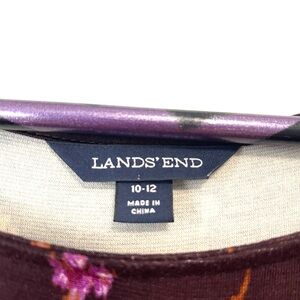 LANDS' END
10-12
MADE IN
CHINA